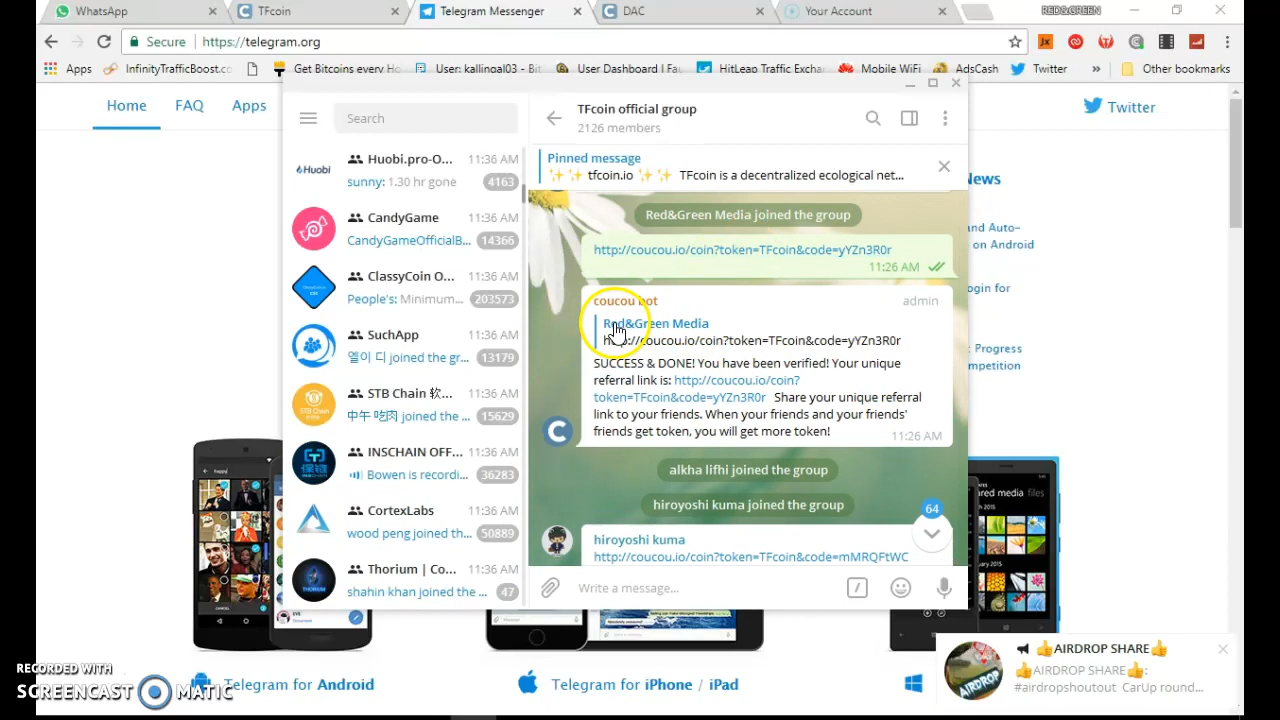 WhatsApp
TFcoin
Telegram Messenger
DAC
Your Account
RED&GREEN
Secure
https://telegram.org
Apps
InfinityTrafficBoost.c
Get Bitcoins every H
User: kallingal03 - Bit
User Dashboard | Fau
HitLeap Traffic Exchan
Mobile WiFi
AdsCash
Twitter
»
Other bookmarks
Home
FAQ
Apps
Twitter
Search
TFcoin official group
2126 members
Pinned message
✨✨ tfcoin.io ✨✨ TFcoin is a decentralized ecological net...
News
and Auto-
on Android
in for
Progress
mpetition
Huobi.pro-O...
11:36 AM
sunny: 1.30 hr gone
4163
CandyGame
11:36 AM
CandyGameOfficialB...
14366
ClassyCoin O...
11:36 AM
People's: Minimum...
203573
SuchApp
11:36 AM
엘이 디 joined the gr...
13179
STB Chain 软...
11:36 AM
中午 吃肉 joined the ...
15629
INSCHAIN OFF...
11:36 AM
Bowen is recordi...
36283
CortexLabs
11:36 AM
wood peng joined th...
50889
Thorium | Co...
11:36 AM
shahin khan joined the ...
47
Red&Green Media joined the group
http://coucou.io/coin?token=TFcoin&code=yYZn3R0r
11:26 AM
coucou bot
admin
Red&Green Media
http://coucou.io/coin?token=TFcoin&code=yYZn3R0r
SUCCESS & DONE! You have been verified! Your unique
referral link is: http://coucou.io/coin?
token=TFcoin&code=yYZn3R0r Share your unique referral
link to your friends. When your friends and your friends'
friends get token, you will get more token!
11:26 AM
alkha lifhi joined the group
hiroyoshi kuma joined the group
64
hiroyoshi kuma
http://coucou.io/coin?token=TFcoin&code=mMRQFtWC
Write a message...
Telegram for Android
Telegram for iPhone / iPad
👍AIRDROP SHARE👍
👍AIRDROP SHARE👍:
#airdropshoutout CarUp round...
AIRDROP
RECORDED WITH
SCREENCAST MATIC